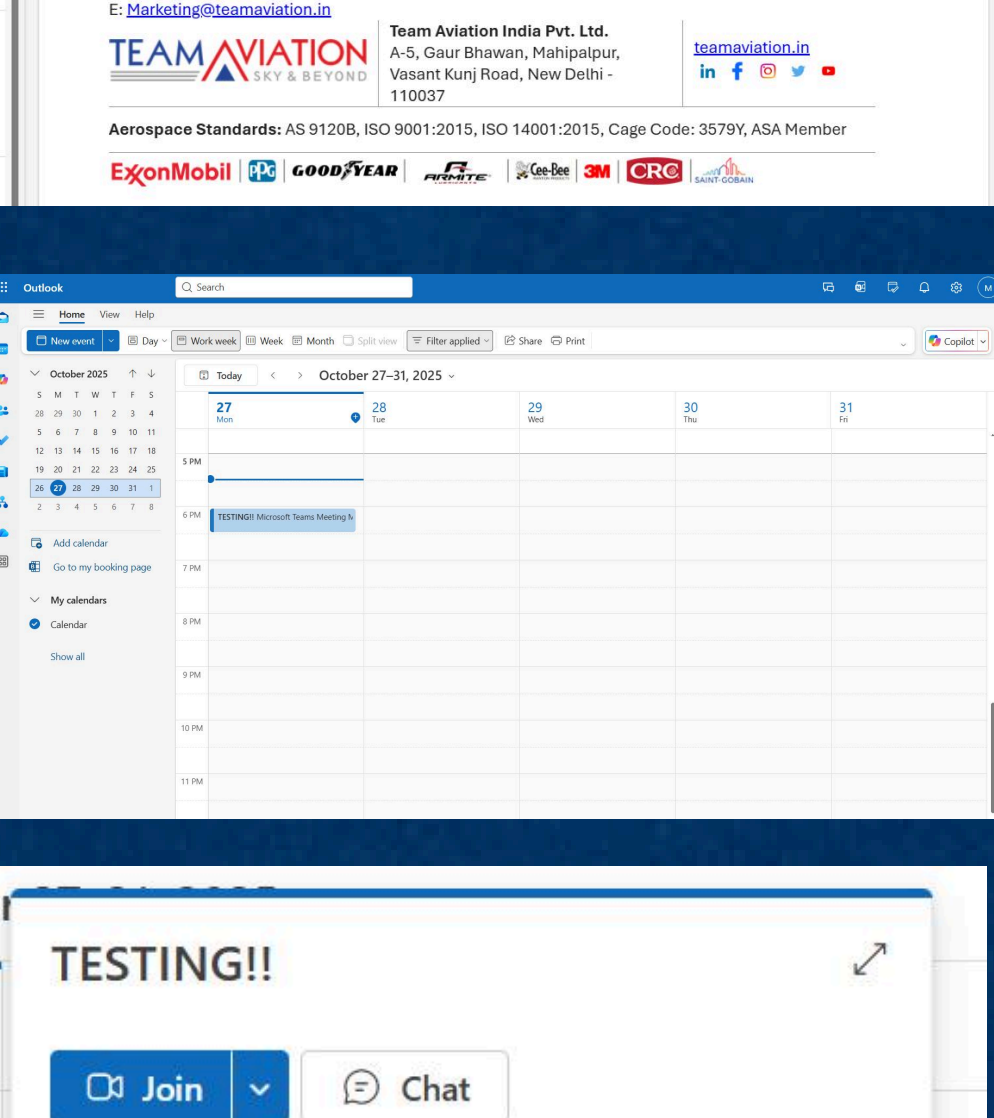 E: Marketing@teamaviation.in
TEAM AVIATION
SKY & BEYOND
Team Aviation India Pvt. Ltd.
A-5, Gaur Bhawan, Mahipalpur,
Vasant Kunj Road, New Delhi -
110037
teamaviation.in
Aerospace Standards: AS 9120B, ISO 9001:2015, ISO 14001:2015, Cage Code: 3579Y, ASA Member
ExxonMobil PPG GOODYEAR ARMITE Cee-Bee 3M CRC SAINT-GOBAIN
Outlook Search M
Home View Help
New event Day Work week Week Month Split view Filter applied Share Print Copilot
October 2025 Today October 27–31, 2025
S M T W T F S
28 29 30 1 2 3 4
5 6 7 8 9 10 11
12 13 14 15 16 17 18
19 20 21 22 23 24 25
26 27 28 29 30 31 1
2 3 4 5 6 7 8
Add calendar
Go to my booking page
My calendars
Calendar
Show all
27 28 29 30 31
Mon Tue Wed Thu Fri
5 PM
6 PM TESTING!! Microsoft Teams Meeting M
7 PM
8 PM
9 PM
10 PM
11 PM
TESTING!!
Join Chat